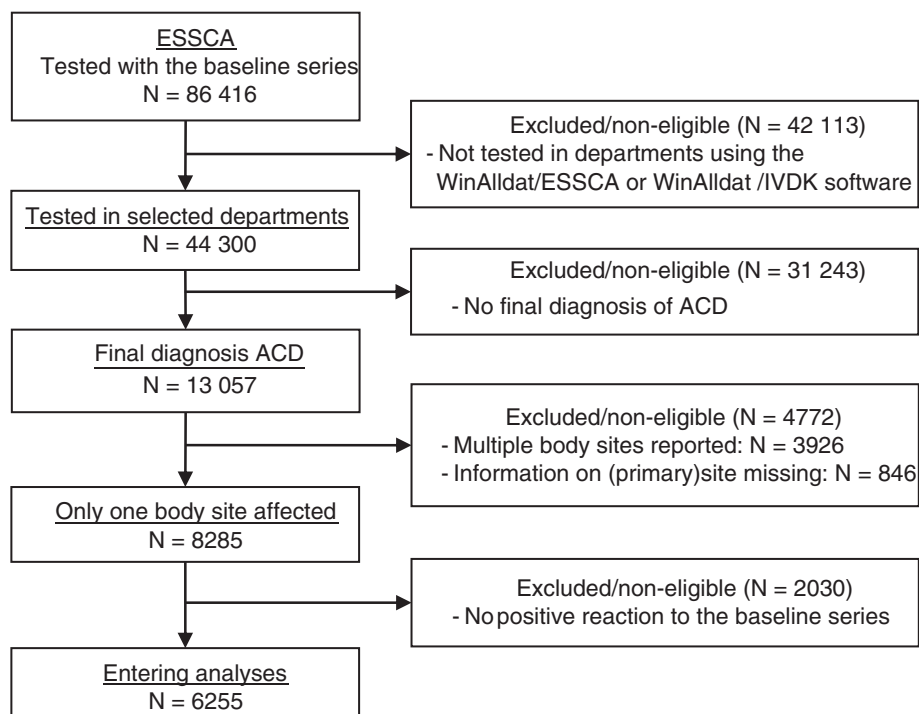 ESSCA
Tested with the baseline series
N = 86 416
Excluded/non-eligible (N = 42 113)
- Not tested in departments using the
WinAlldat/ESSCA or WinAlldat /IVDK software
Tested in selected departments
N = 44 300
Excluded/non-eligible (N = 31 243)
- No final diagnosis of ACD
Final diagnosis ACD
N = 13 057
Excluded/non-eligible (N = 4772)
- Multiple body sites reported: N = 3926
- Information on (primary)site missing: N = 846
Only one body site affected
N = 8285
Excluded/non-eligible (N = 2030)
- No positive reaction to the baseline series
Entering analyses
N = 6255